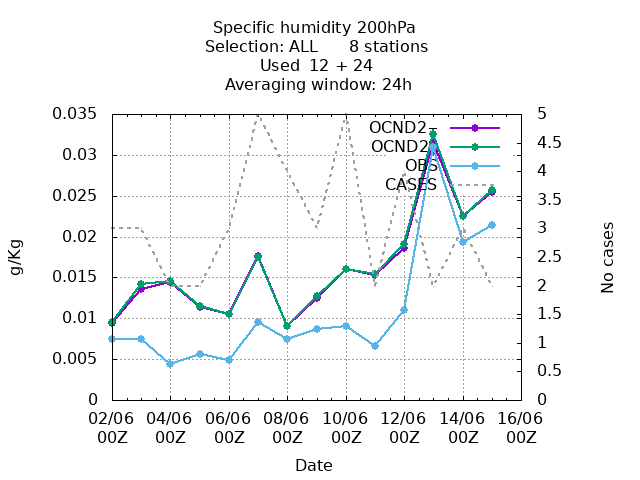 Specific humidity 200hPa
Selection: ALL      8 stations
Used  12 + 24
Averaging window: 24h
g/Kg
0.035
0.03
0.025
0.02
0.015
0.01
0.005
0
OCND2_
OCND2
OBS
CASES
5
4.5
4
3.5
3
2.5
2
1.5
1
0.5
0
No cases
02/06 04/06 06/06 08/06 10/06 12/06 14/06 16/06
00Z 00Z 00Z 00Z 00Z 00Z 00Z 00Z
Date